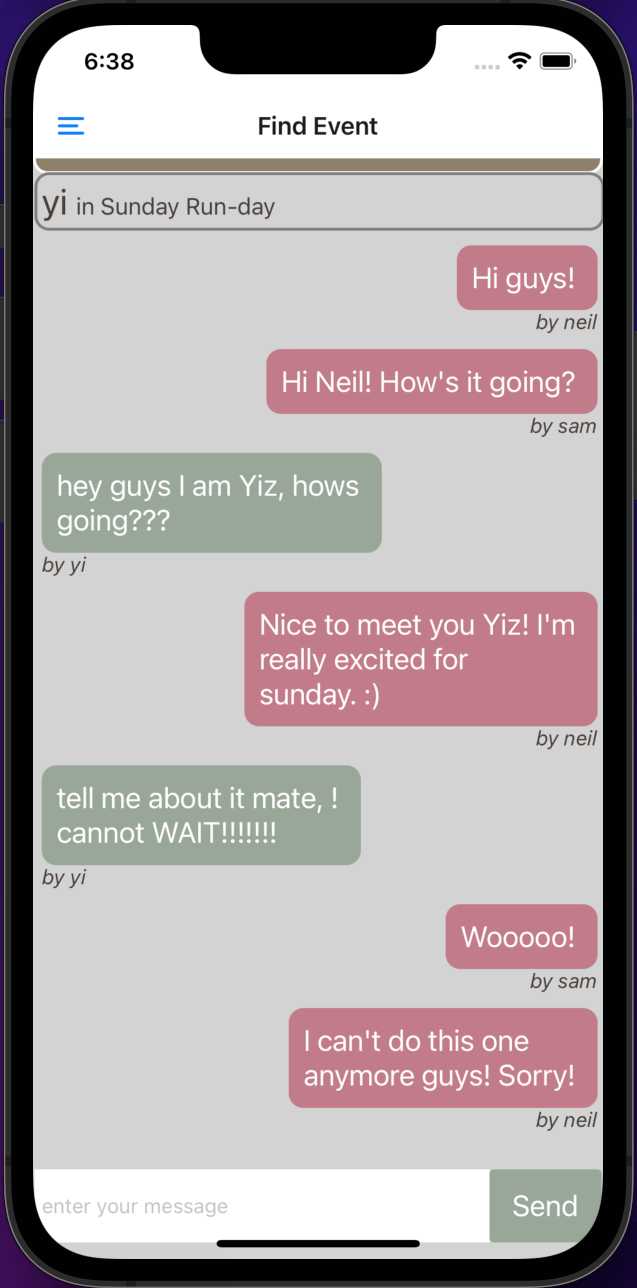 6:38
Find Event
yi in Sunday Run-day
Hi guys!
by neil
Hi Neil! How's it going?
by sam
hey guys I am Yiz, hows
going???
by yi
Nice to meet you Yiz! I'm
really excited for
sunday. :)
by neil
tell me about it mate, !
cannot WAIT!!!!!!!
by yi
Wooooo!
by sam
I can't do this one
anymore guys! Sorry!
by neil
enter your message
Send